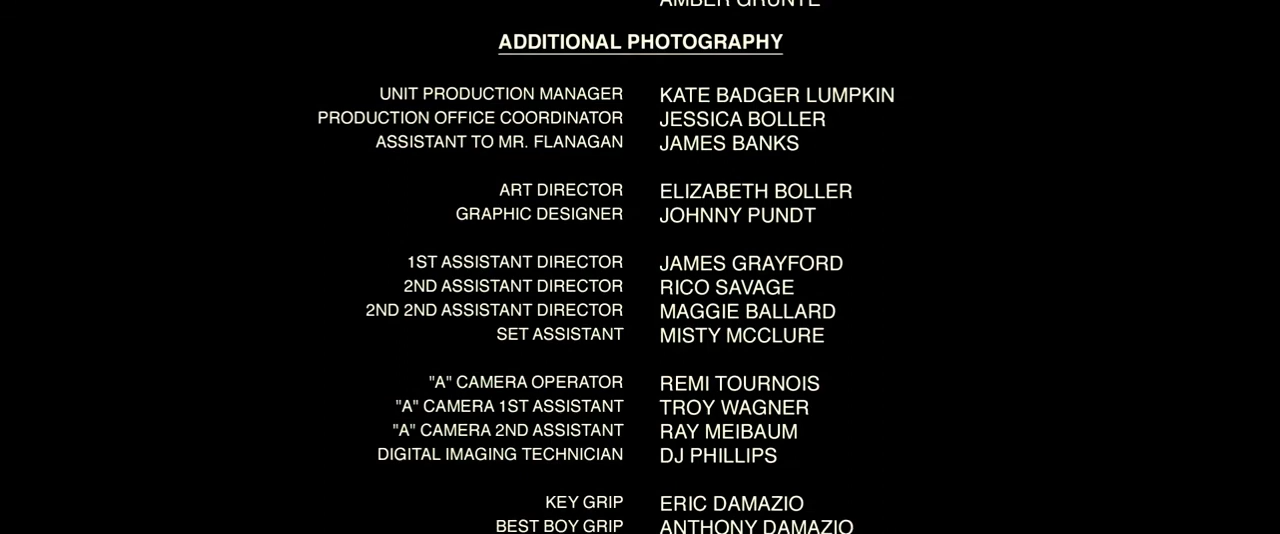 AMBER GRUNTE
ADDITIONAL PHOTOGRAPHY
UNIT PRODUCTION MANAGER KATE BADGER LUMPKIN
PRODUCTION OFFICE COORDINATOR JESSICA BOLLER
ASSISTANT TO MR. FLANAGAN JAMES BANKS
ART DIRECTOR ELIZABETH BOLLER
GRAPHIC DESIGNER JOHNNY PUNDT
1ST ASSISTANT DIRECTOR JAMES GRAYFORD
2ND ASSISTANT DIRECTOR RICO SAVAGE
2ND 2ND ASSISTANT DIRECTOR MAGGIE BALLARD
SET ASSISTANT MISTY MCCLURE
"A" CAMERA OPERATOR REMI TOURNOIS
"A" CAMERA 1ST ASSISTANT TROY WAGNER
"A" CAMERA 2ND ASSISTANT RAY MEIBAUM
DIGITAL IMAGING TECHNICIAN DJ PHILLIPS
KEY GRIP ERIC DAMAZIO
BEST BOY GRIP ANTHONY DAMAZIO